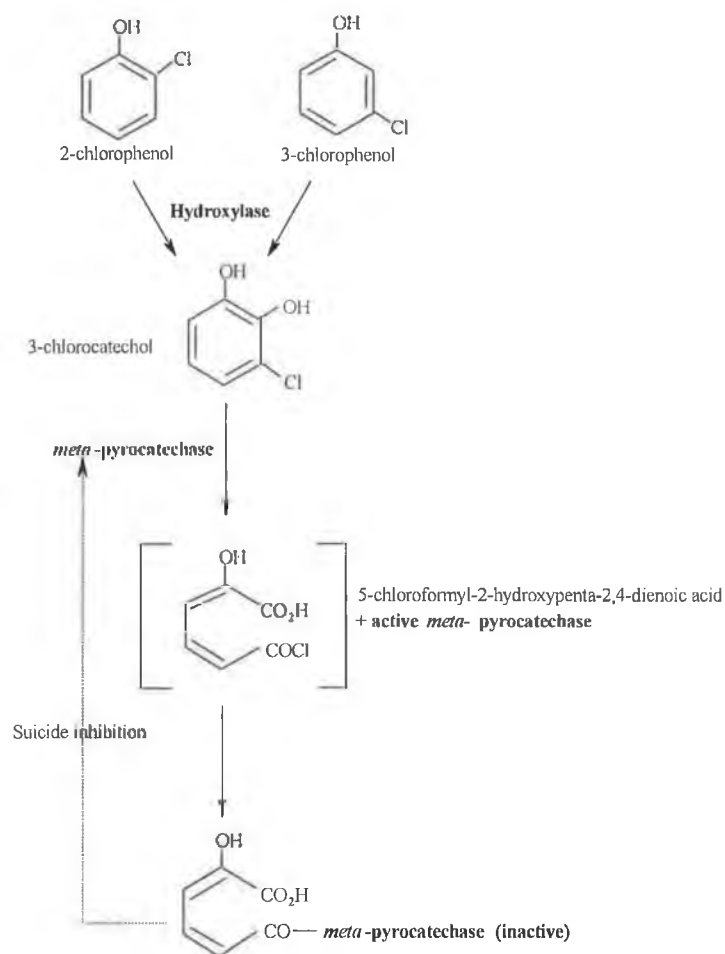 OH
Cl
2-chlorophenol
OH
Cl
3-chlorophenol
Hydroxylase
OH
OH
Cl
3-chlorocatechol
meta-pyrocatechase
OH
CO2H
COCl
5-chloroformyl-2-hydroxypenta-2,4-dienoic acid
+ active meta- pyrocatechase
Suicide inhibition
OH
CO2H
CO— meta-pyrocatechase (inactive)